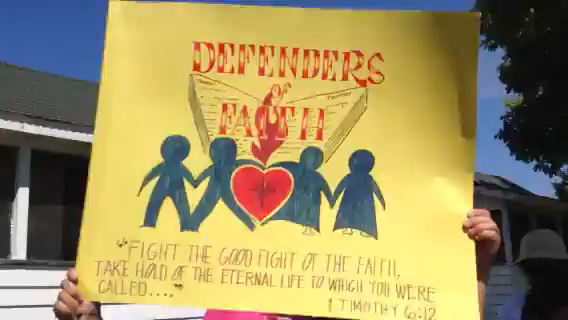 DEFENDERS
of
FAITH
"FIGHT THE GOOD FIGHT OF THE FAITH,
TAKE HOLD OF THE ETERNAL LIFE TO WHICH YOU WERE
CALLED...."
1 TIMOTHY 6:12